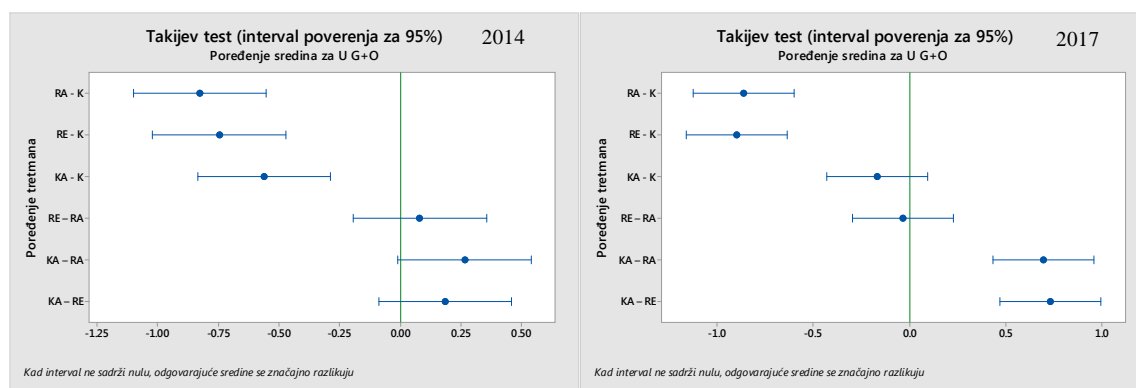 Takijev test (interval poverenja za 95%) 2014
Poređenje sredina za U G+O
Poređenje tretmana
RA - K
RE - K
KA - K
RE – RA
KA – RA
KA – RE
-1.25 -1.00 -0.75 -0.50 -0.25 0.00 0.25 0.50
Kad interval ne sadrži nulu, odgovarajuće sredine se značajno razlikuju
Takijev test (interval poverenja za 95%) 2017
Poređenje sredina za U G+O
Poređenje tretmana
RA - K
RE - K
KA - K
RE – RA
KA – RA
KA – RE
-1.0 -0.5 0.0 0.5 1.0
Kad interval ne sadrži nulu, odgovarajuće sredine se značajno razlikuju